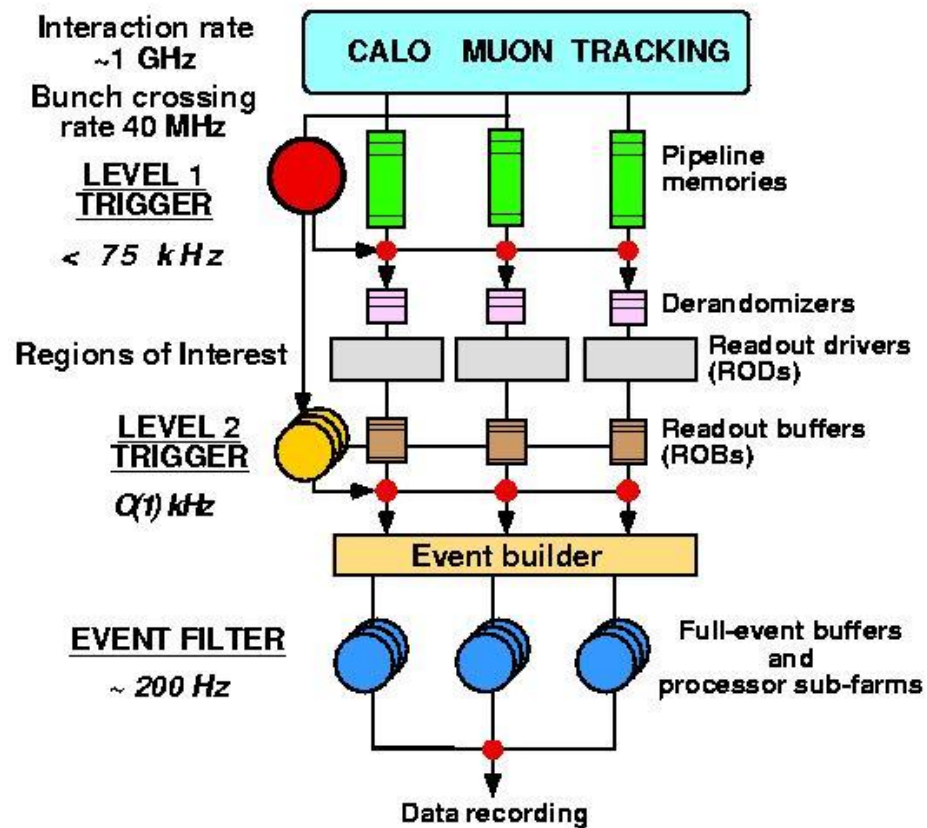 Interaction rate
~1 GHz
Bunch crossing
rate 40 MHz
CALO MUON TRACKING
LEVEL 1
TRIGGER
< 75 kHz
Pipeline
memories
Derandomizers
Readout drivers
(RODs)
Regions of Interest
LEVEL 2
TRIGGER
O(1) kHz
Readout buffers
(ROBs)
Event builder
EVENT FILTER
~ 200 Hz
Full-event buffers
and
processor sub-farms
Data recording